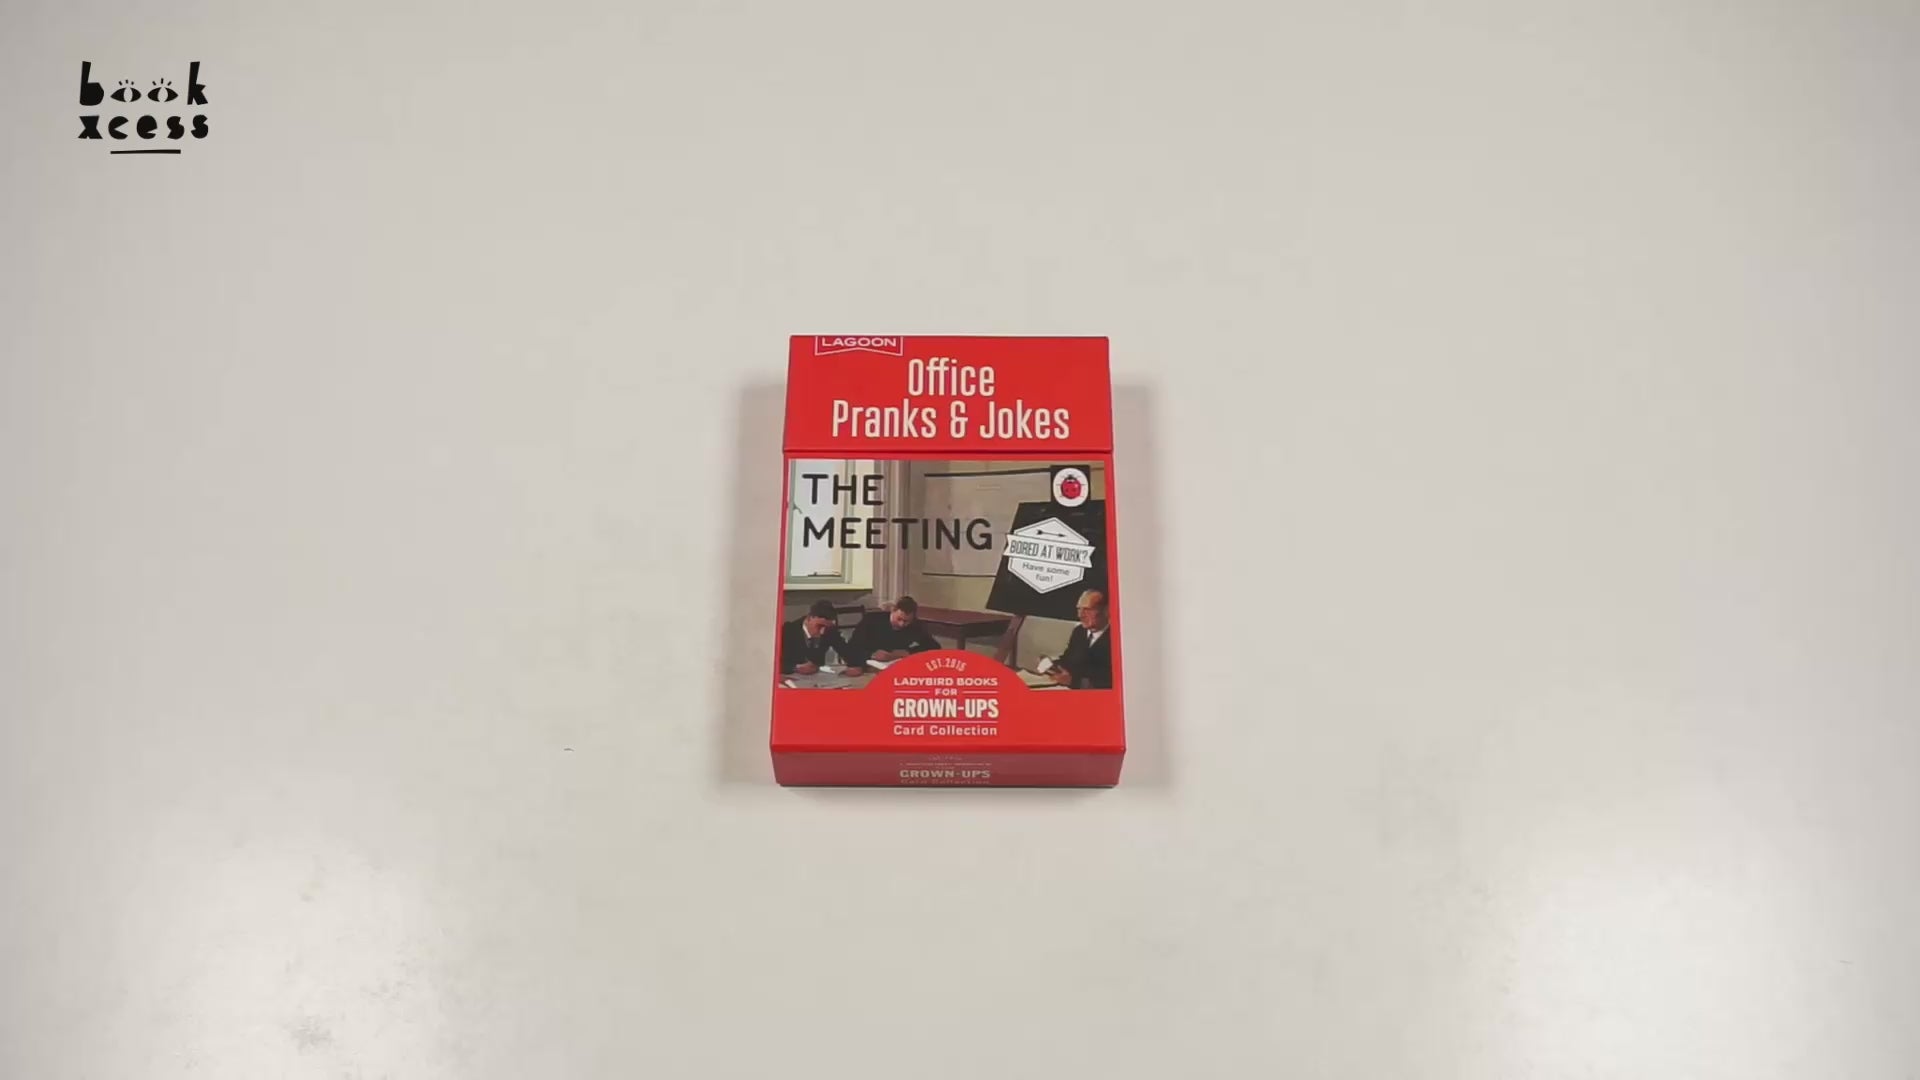 book
xcess
LAGOON
Office
Pranks & Jokes
THE
MEETING
BORED AT WORK?
Have some
fun!
EST. 2015
LADYBIRD BOOKS
FOR
GROWN-UPS
Card Collection
GROWN-UPS